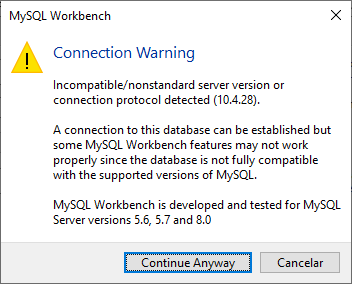 MySQL Workbench
Connection Warning
Incompatible/nonstandard server version or
connection protocol detected (10.4.28).
A connection to this database can be established but
some MySQL Workbench features may not work
properly since the database is not fully compatible
with the supported versions of MySQL.
MySQL Workbench is developed and tested for MySQL
Server versions 5.6, 5.7 and 8.0
Continue Anyway
Cancelar